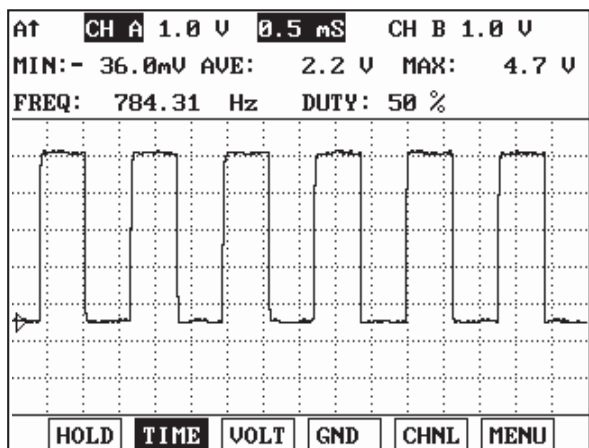 A↑ CH A 1.0 V 0.5 mS CH B 1.0 V
MIN:- 36.0mV AVE: 2.2 V MAX: 4.7 V
FREQ: 784.31 Hz DUTY: 50 %
HOLD TIME VOLT GND CHNL MENU